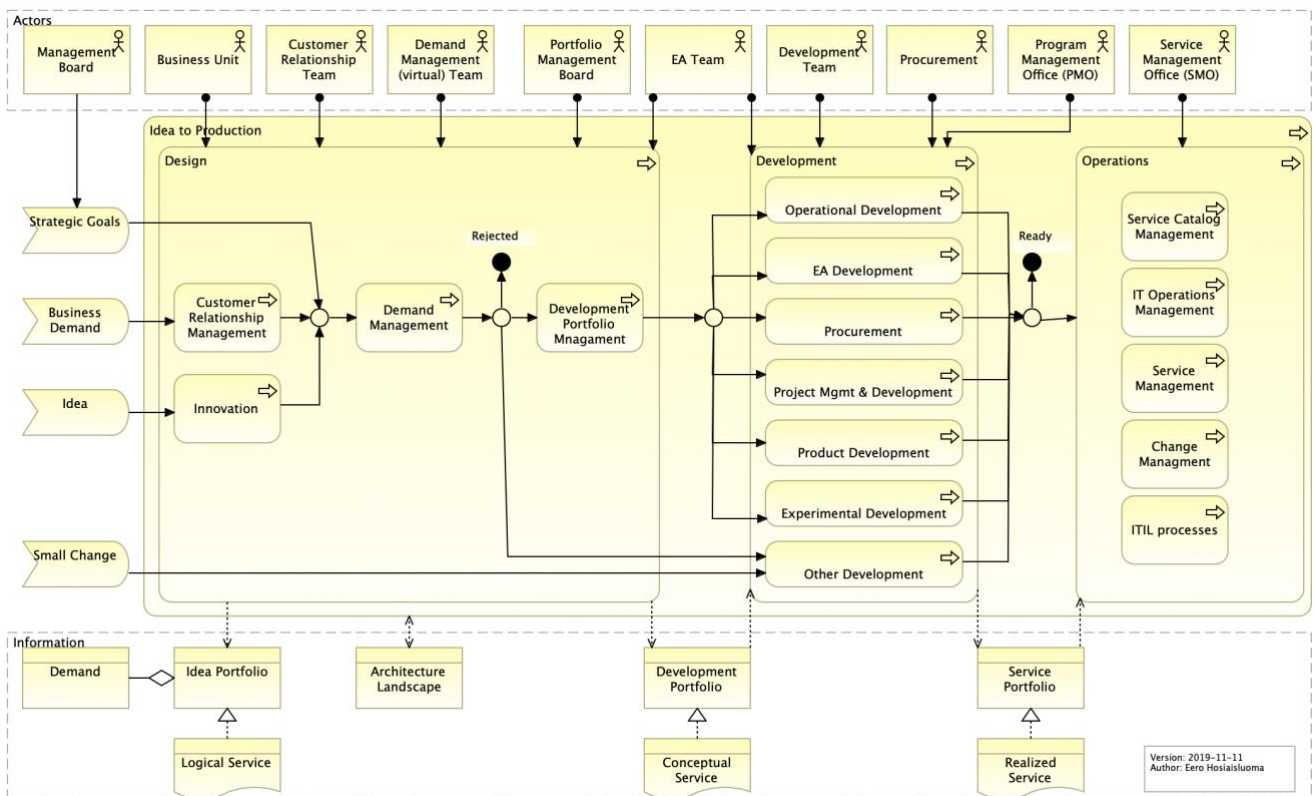 Actors
Management
Board
Business Unit
Customer
Relationship
Team
Demand
Management
(virtual) Team
Portfolio
Management
Board
EA Team
Development
Team
Procurement
Program
Management
Office (PMO)
Service
Management
Office (SMO)
Idea to Production
Design
Development
Operations
Strategic Goals
Business
Demand
Idea
Small Change
Customer
Relationship
Management
Innovation
Demand
Management
Rejected
Development
Portfolio
Mnagament
Operational Development
EA Development
Procurement
Project Mgmt & Development
Product Development
Experimental Development
Other Development
Ready
Service Catalog
Management
IT Operations
Management
Service
Management
Change
Managment
ITIL processes
Information
Demand
Idea Portfolio
Architecture
Landscape
Development
Portfolio
Service
Portfolio
Logical Service
Conceptual
Service
Realized
Service
Version: 2019-11-11
Author: Eero Hosiaisluoma